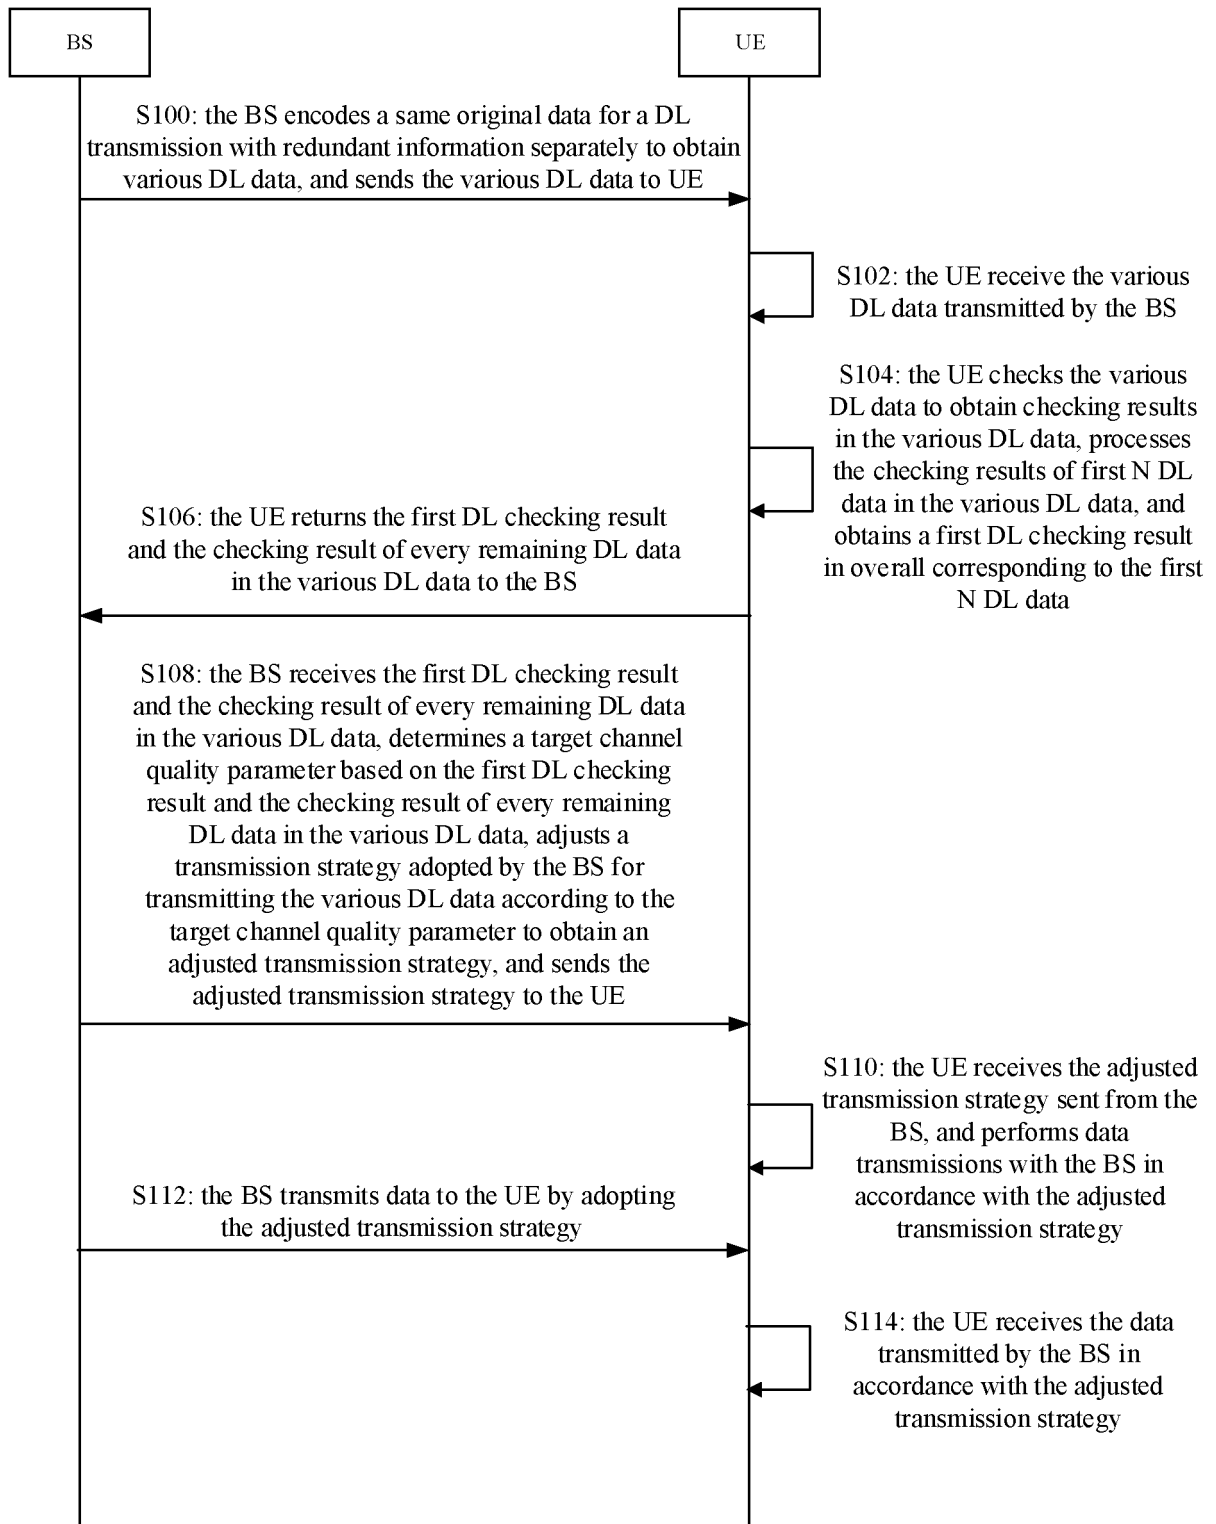 BS
UE
S100: the BS encodes a same original data for a DL
transmission with redundant information separately to obtain
various DL data, and sends the various DL data to UE
S102: the UE receive the various
DL data transmitted by the BS
S104: the UE checks the various
DL data to obtain checking results
in the various DL data, processes
the checking results of first N DL
data in the various DL data, and
obtains a first DL checking result
in overall corresponding to the first
N DL data
S106: the UE returns the first DL checking result
and the checking result of every remaining DL data
in the various DL data to the BS
S108: the BS receives the first DL checking result
and the checking result of every remaining DL data
in the various DL data, determines a target channel
quality parameter based on the first DL checking
result and the checking result of every remaining
DL data in the various DL data, adjusts a
transmission strategy adopted by the BS for
transmitting the various DL data according to the
target channel quality parameter to obtain an
adjusted transmission strategy, and sends the
adjusted transmission strategy to the UE
S110: the UE receives the adjusted
transmission strategy sent from the
BS, and performs data
transmissions with the BS in
accordance with the adjusted
transmission strategy
S112: the BS transmits data to the UE by adopting
the adjusted transmission strategy
S114: the UE receives the data
transmitted by the BS in
accordance with the adjusted
transmission strategy